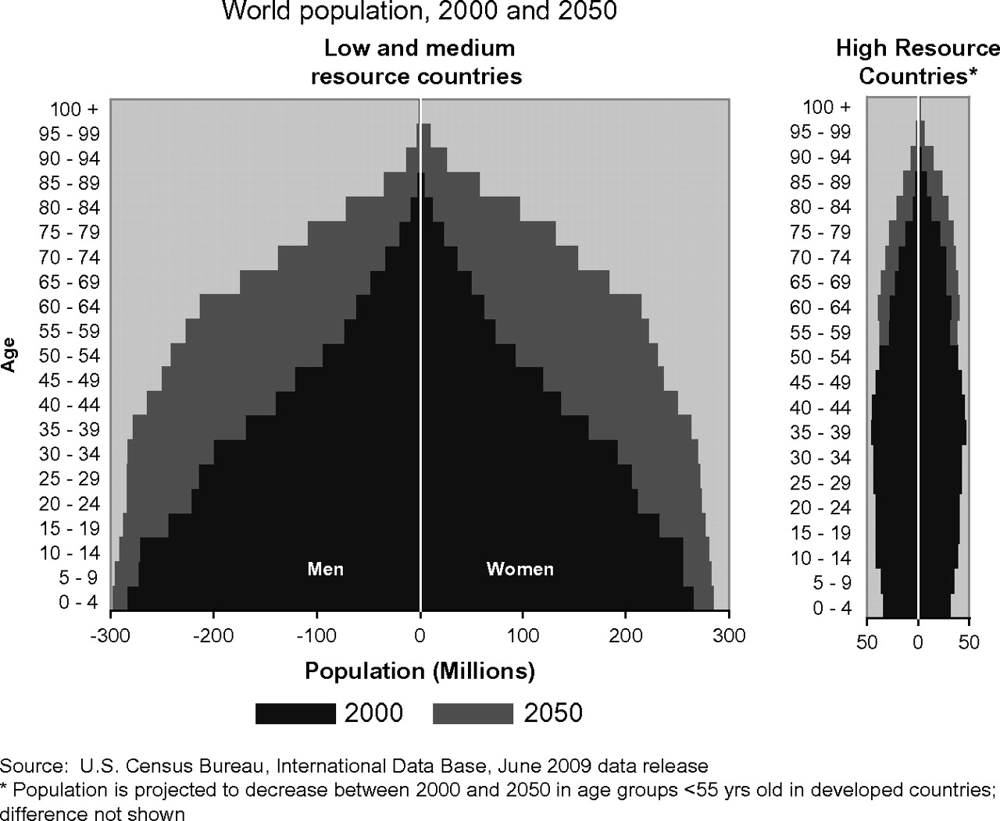 World population, 2000 and 2050
Low and medium
resource countries
High Resource
Countries*
100 +
95 - 99
90 - 94
85 - 89
80 - 84
75 - 79
70 - 74
65 - 69
60 - 64
55 - 59
50 - 54
45 - 49
40 - 44
35 - 39
30 - 34
25 - 29
20 - 24
15 - 19
10 - 14
5 - 9
0 - 4
Age
Men
Women
-300
-200
-100
0
100
200
300
100 +
95 - 99
90 - 94
85 - 89
80 - 84
75 - 79
70 - 74
65 - 69
60 - 64
55 - 59
50 - 54
45 - 49
40 - 44
35 - 39
30 - 34
25 - 29
20 - 24
15 - 19
10 - 14
5 - 9
0 - 4
50
0
50
Population (Millions)
2000
2050
Source: U.S. Census Bureau, International Data Base, June 2009 data release
* Population is projected to decrease between 2000 and 2050 in age groups <55 yrs old in developed countries;
difference not shown